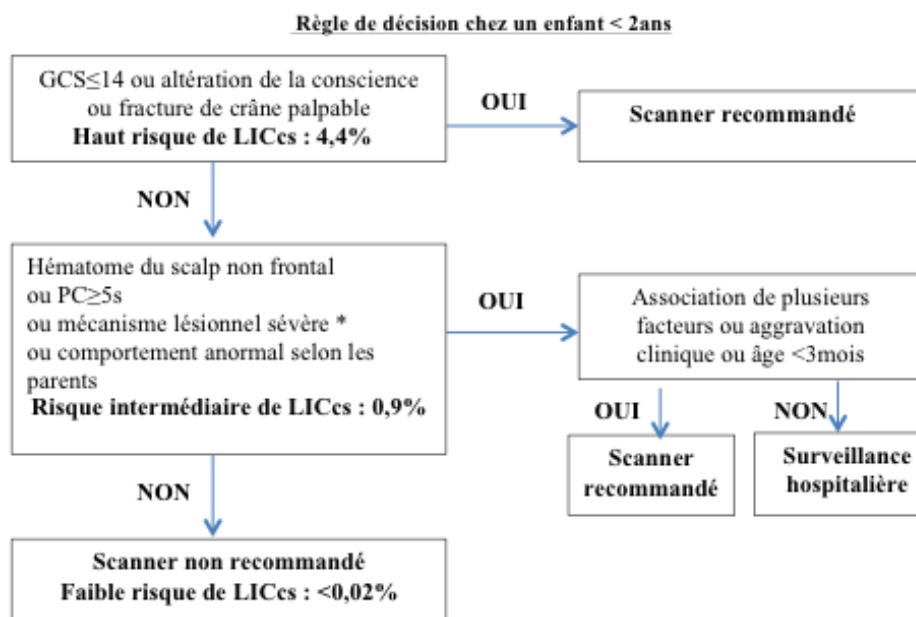 Règle de décision chez un enfant < 2ans
GCS≤14 ou altération de la conscience
ou fracture de crâne palpable
Haut risque de LICcs : 4,4%
OUI
Scanner recommandé
NON
Hématome du scalp non frontal
ou PC≥5s
ou mécanisme lésionnel sévère *
ou comportement anormal selon les
parents
Risque intermédiaire de LICcs : 0,9%
OUI
Association de plusieurs
facteurs ou aggravation
clinique ou âge <3mois
OUI
NON
Scanner
recommandé
Surveillance
hospitalière
NON
Scanner non recommandé
Faible risque de LICcs : <0,02%